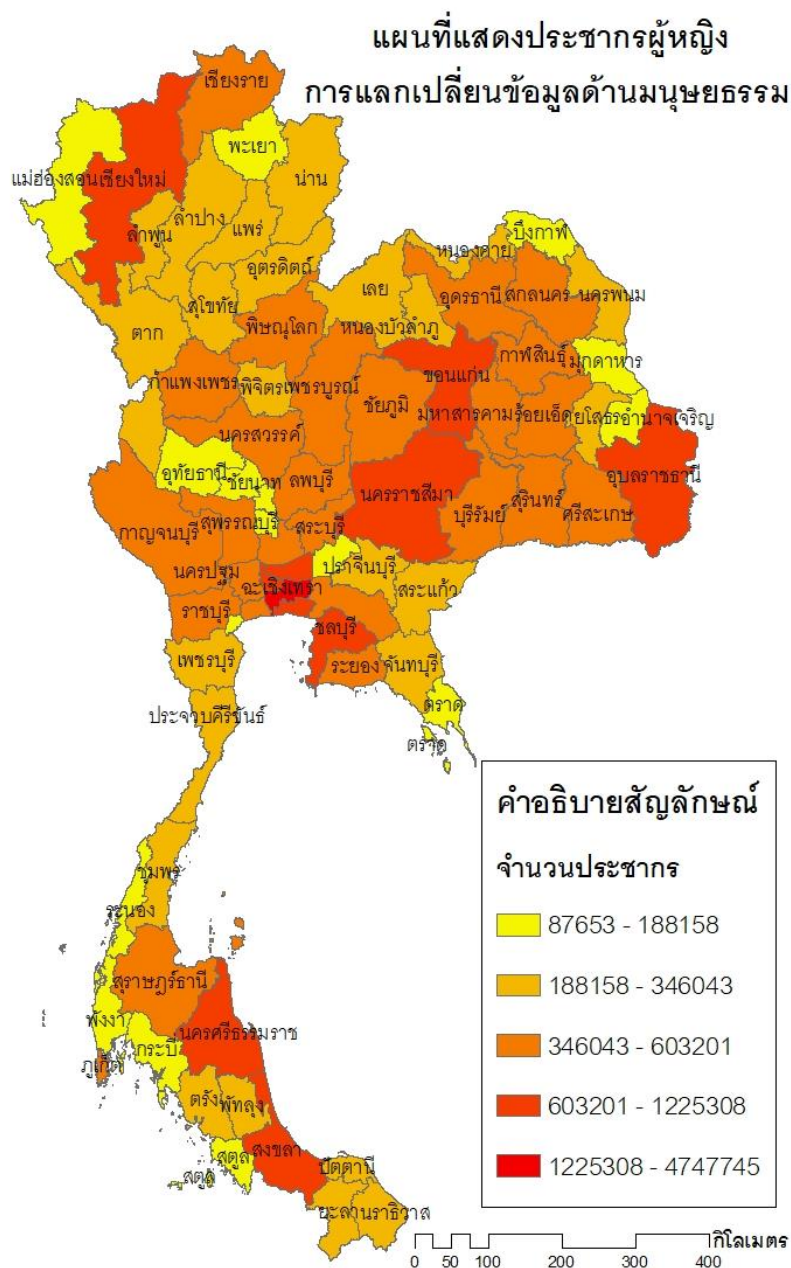 แผนที่แสดงประชากรผู้หญิง
การแลกเปลี่ยนข้อมูลด้านมนุษยธรรม
เชียงราย
พะเยา
น่าน
แม่ฮ่องสอน เชียงใหม่
ลำปาง
แพร่
ลำพูน
บึงกาฬ
หนองคาย
อุตรดิตถ์
เลย
อุดรธานี
สกลนคร
นครพนม
สุโขทัย
ตาก
พิษณุโลก
หนองบัวลำภู
กาฬสินธุ์
มุกดาหาร
ขอนแก่น
กำแพงเพชร
พิจิตร
เพชรบูรณ์
ชัยภูมิ
มหาสารคาม
ร้อยเอ็ด
ยโสธร
อำนาจเจริญ
นครสวรรค์
อุทัยธานี
ชัยนาท
ลพบุรี
นครราชสีมา
อุบลราชธานี
บุรีรัมย์
สุรินทร์
ศรีสะเกษ
กาญจนบุรี
สุพรรณบุรี
สระบุรี
ปราจีนบุรี
นครปฐม
ฉะเชิงเทรา
สระแก้ว
ราชบุรี
ชลบุรี
เพชรบุรี
ระยอง
จันทบุรี
ตราด
ประจวบคีรีขันธ์
ตราด
คำอธิบายสัญลักษณ์
จำนวนประชากร
87653 - 188158
188158 - 346043
346043 - 603201
603201 - 1225308
1225308 - 4747745
ชุมพร
ระนอง
สุราษฎร์ธานี
พังงา
นครศรีธรรมราช
กระบี่
ภูเก็ต
ตรัง
พัทลุง
สตูล
สงขลา
สตูล
ปัตตานี
ยะลา
นราธิวาส
กิโลเมตร
0 50 100 200 300 400